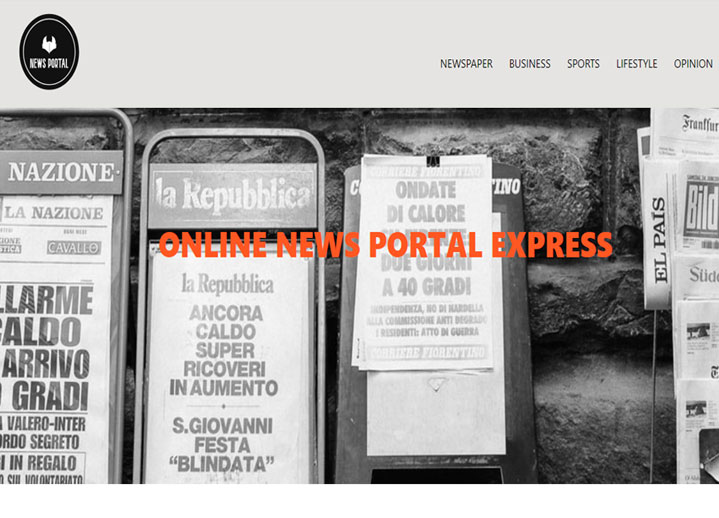 NEWS PORTAL
NEWSPAPER BUSINESS SPORTS LIFESTYLE OPINION
ONLINE NEWS PORTAL EXPRESS
NAZIONE
LA NAZIONE
CAVALLO
LLARME
CALDO
ARRIVO
GRADI
A VALERO-INTER
ORDO SEGRETO
I IN REGALO
SUL VOLONTARIATO
la Repubblica
la Repubblica
ANCORA
CALDO
SUPER
RICOVERI
IN AUMENTO
S.GIOVANNI
FESTA
"BLINDATA"
CORRIERE FIORENTINO
ONDATE
DI CALORE
DUE GIORNI
A 40 GRADI
INDIPENDENZA, NO DI NARDELLA
ALLA COMMISSIONE ANTI DEGRADO
I RESIDENTI: ATTO DI GUERRA
CORRIERE FIORENTINO
EL PAÍS
Frankfur
Bild
Südd